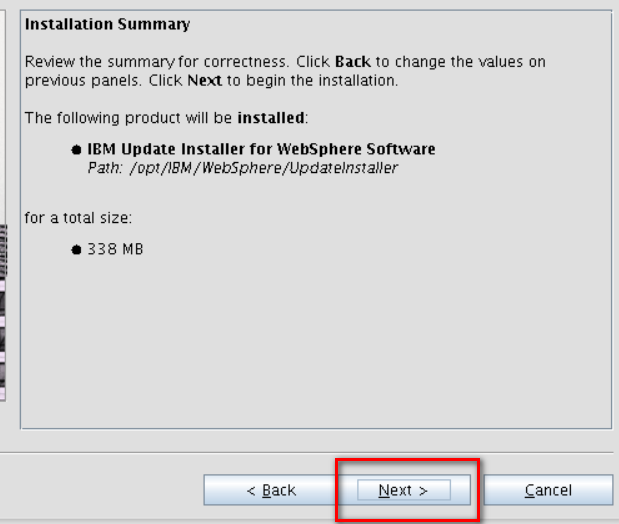 Installation Summary
Review the summary for correctness. Click Back to change the values on
previous panels. Click Next to begin the installation.
The following product will be installed:
● IBM Update Installer for WebSphere Software
Path: /opt/IBM/WebSphere/UpdateInstaller
for a total size:
● 338 MB
< Back Next > Cancel